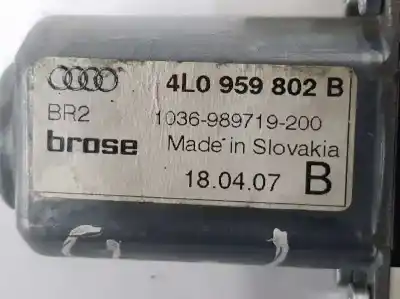 4L0 959 802 B
BR2 1036-989719-200
brose Made in Slovakia
18.04.07 B